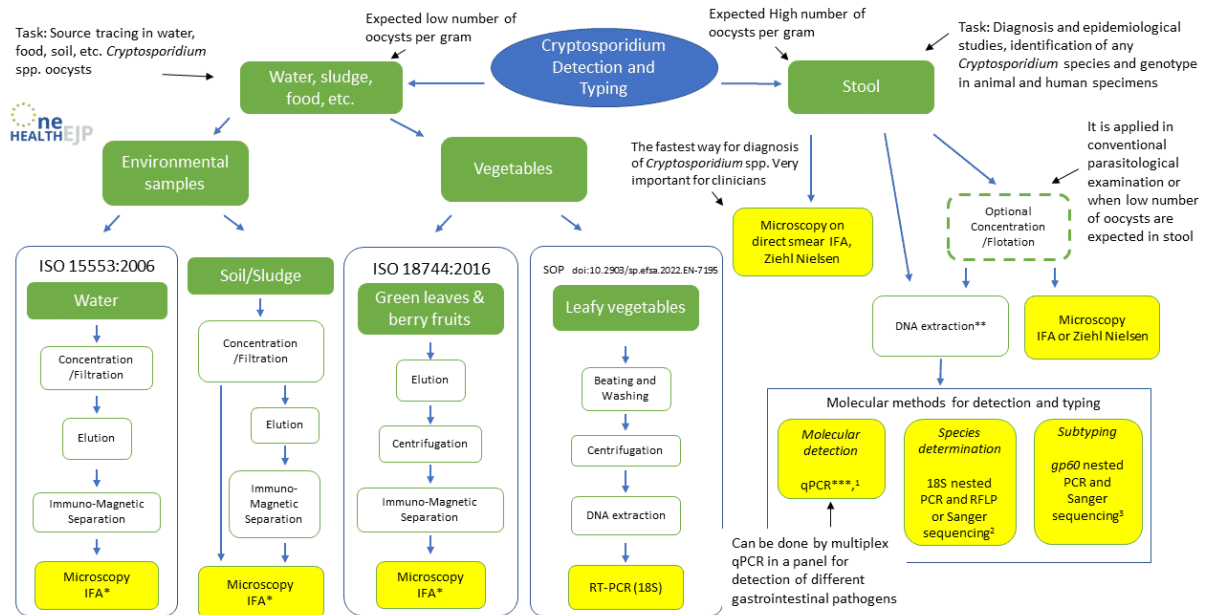 Task: Source tracing in water,
food, soil, etc. Cryptosporidium
spp. oocysts
Expected low number of
oocysts per gram
Cryptosporidium
Detection and
Typing
Expected High number of
oocysts per gram
Task: Diagnosis and epidemiological
studies, identification of any
Cryptosporidium species and genotype
in animal and human specimens
Water, sludge,
food, etc.
Stool
One
HEALTHEJP
Environmental
samples
Vegetables
The fastest way for diagnosis
of Cryptosporidium spp. Very
important for clinicians
It is applied in
conventional
parasitological
examination or
when low number
of oocysts are
expected in stool
Microscopy on
direct smear IFA,
Ziehl Nielsen
Optional
Concentration
/Flotation
DNA extraction**
Microscopy
IFA or Ziehl Nielsen
ISO 15553:2006
Water
Concentration
/Filtration
Elution
Immuno-Magnetic
Separation
Microscopy
IFA*
Soil/Sludge
Concentration
/Filtration
Elution
Immuno-
Magnetic
Separation
Microscopy
IFA*
ISO 18744:2016
Green leaves &
berry fruits
Elution
Centrifugation
Immuno-Magnetic
Separation
Microscopy
IFA*
SOP doi:10.2903/sp.efsa.2022.EN-7195
Leafy vegetables
Beating and
Washing
Centrifugation
DNA extraction
RT-PCR (18S)
Molecular methods for detection and typing
Molecular
detection
qPCR***,1
Species
determination
18S nested
PCR and RFLP
or Sanger
sequencing2
Subtyping
gp60 nested
PCR and
Sanger
sequencing3
Can be done by multiplex
qPCR in a panel for
detection of different
gastrointestinal pathogens